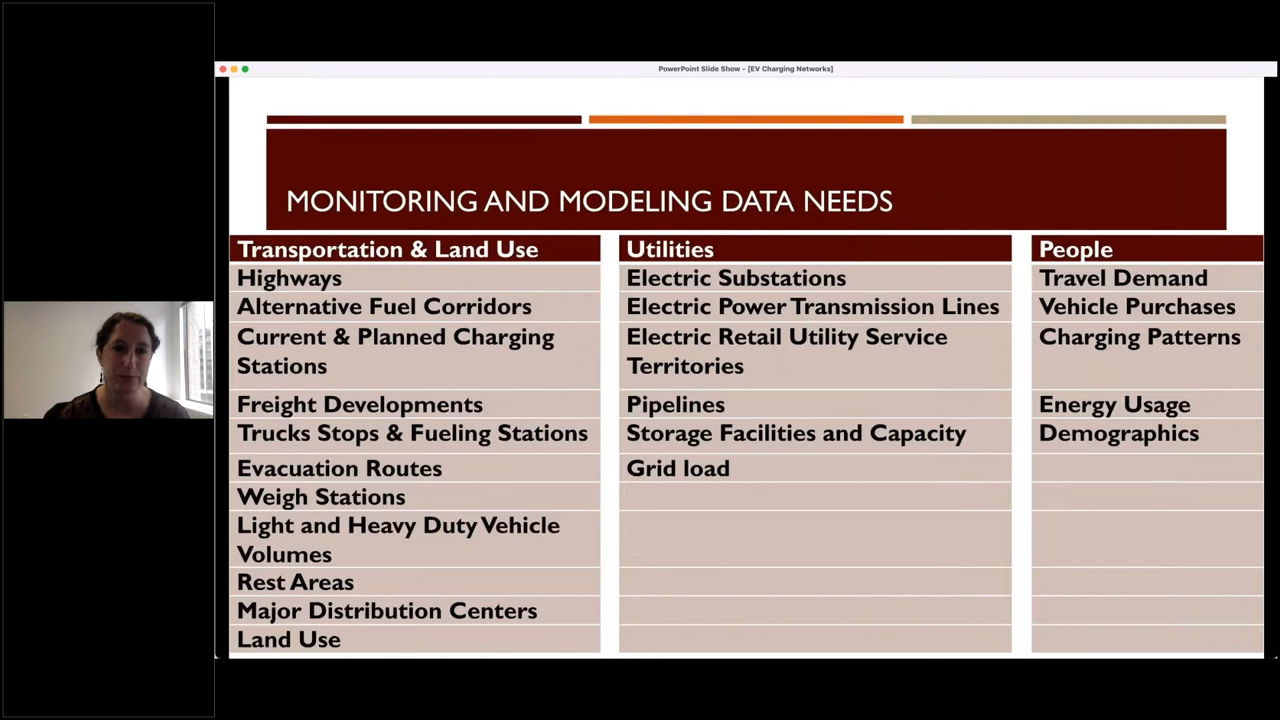 PowerPoint Slide Show - [EV Charging Networks]
MONITORING AND MODELING DATA NEEDS
Transportation & Land Use
Highways
Alternative Fuel Corridors
Current & Planned Charging
Stations
Freight Developments
Trucks Stops & Fueling Stations
Evacuation Routes
Weigh Stations
Light and Heavy Duty Vehicle
Volumes
Rest Areas
Major Distribution Centers
Land Use
Utilities
Electric Substations
Electric Power Transmission Lines
Electric Retail Utility Service
Territories
Pipelines
Storage Facilities and Capacity
Grid load
People
Travel Demand
Vehicle Purchases
Charging Patterns
Energy Usage
Demographics